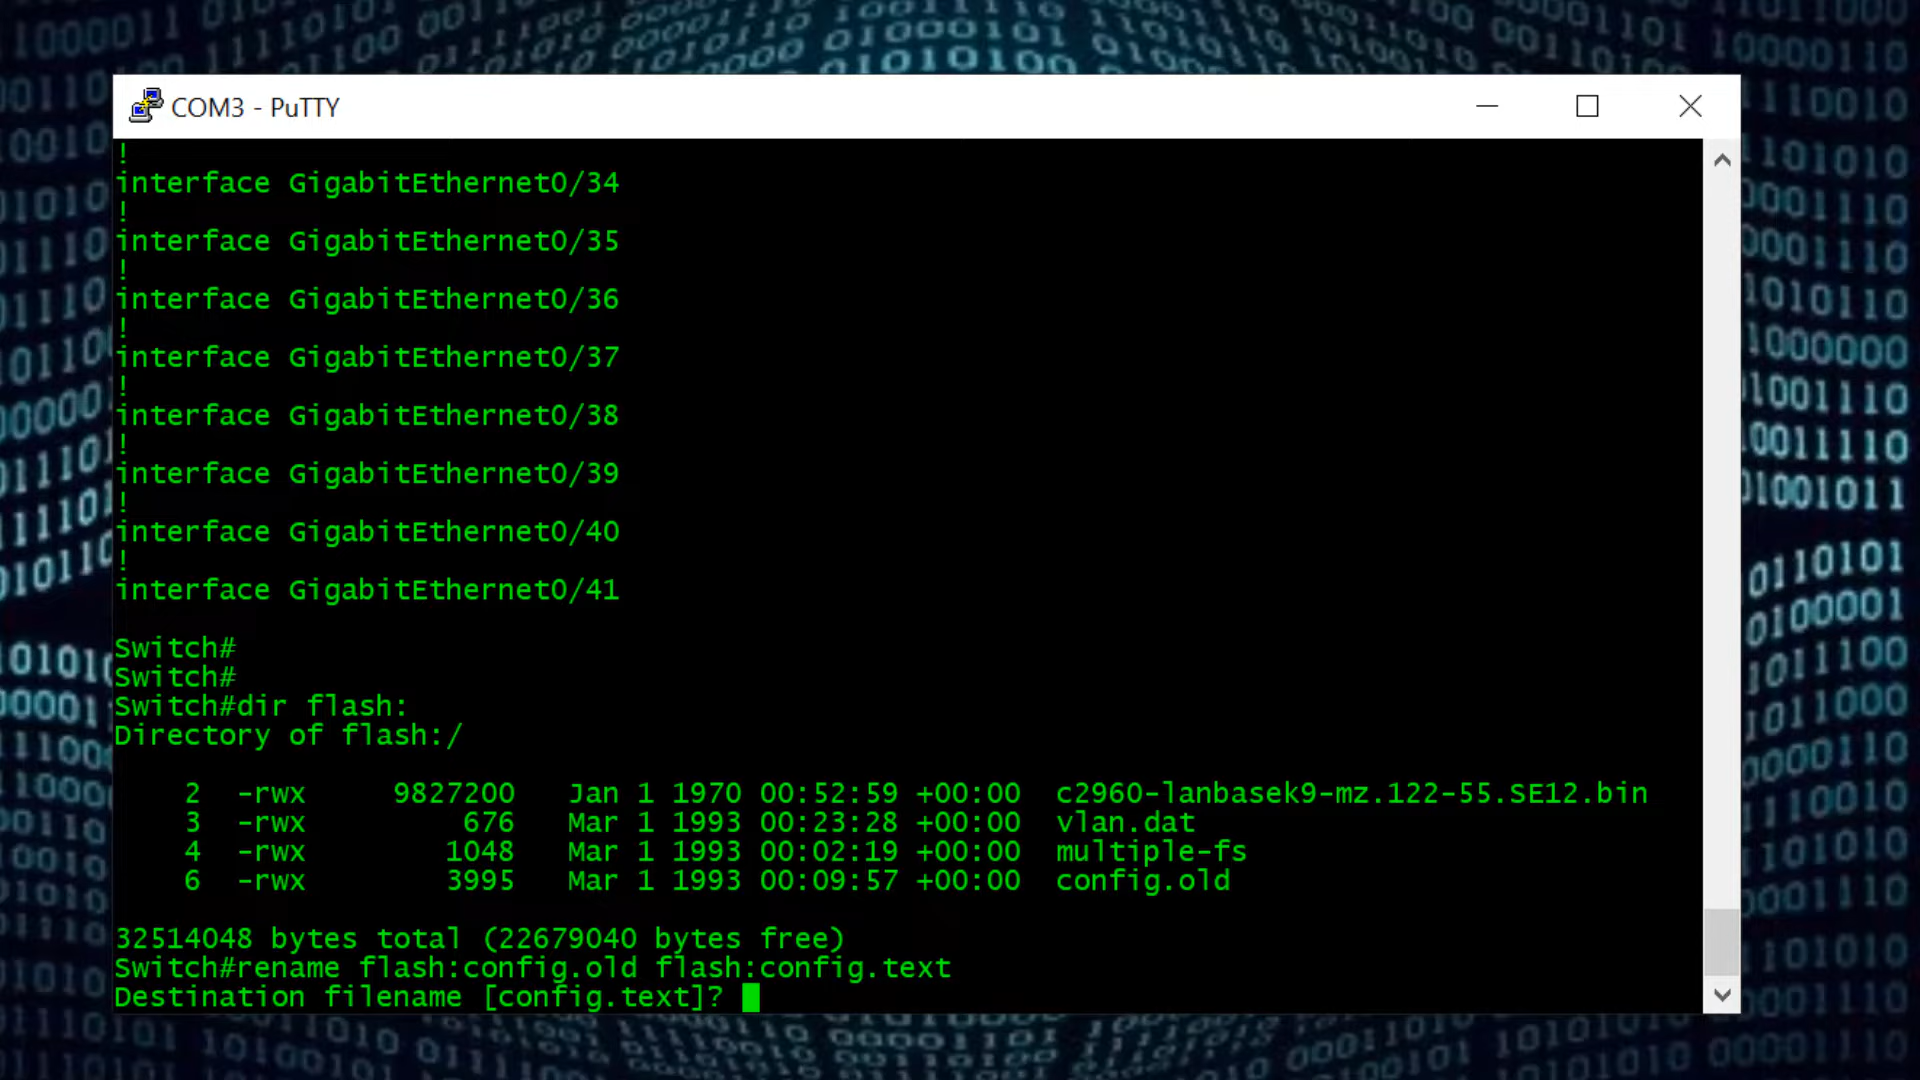 COM3 - PuTTY
!
interface GigabitEthernet0/34
!
interface GigabitEthernet0/35
!
interface GigabitEthernet0/36
!
interface GigabitEthernet0/37
!
interface GigabitEthernet0/38
!
interface GigabitEthernet0/39
!
interface GigabitEthernet0/40
!
interface GigabitEthernet0/41
Switch#
Switch#
Switch#dir flash:
Directory of flash:/
2 -rwx 9827200 Jan 1 1970 00:52:59 +00:00 c2960-lanbasek9-mz.122-55.SE12.bin
3 -rwx 676 Mar 1 1993 00:23:28 +00:00 vlan.dat
4 -rwx 1048 Mar 1 1993 00:02:19 +00:00 multiple-fs
6 -rwx 3995 Mar 1 1993 00:09:57 +00:00 config.old
32514048 bytes total (22679040 bytes free)
Switch#rename flash:config.old flash:config.text
Destination filename [config.text]?